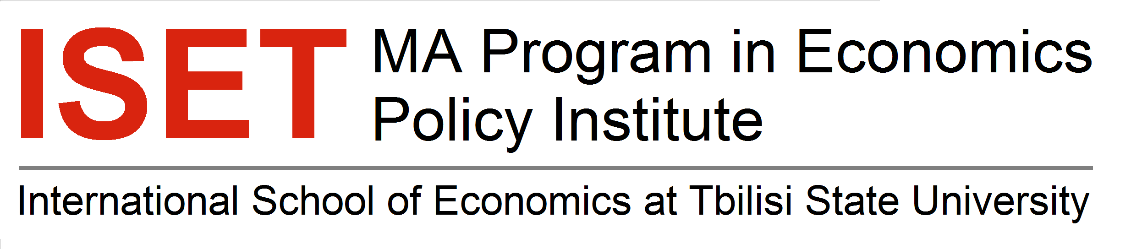 ISET MA Program in Economics
Policy Institute
International School of Economics at Tbilisi State University